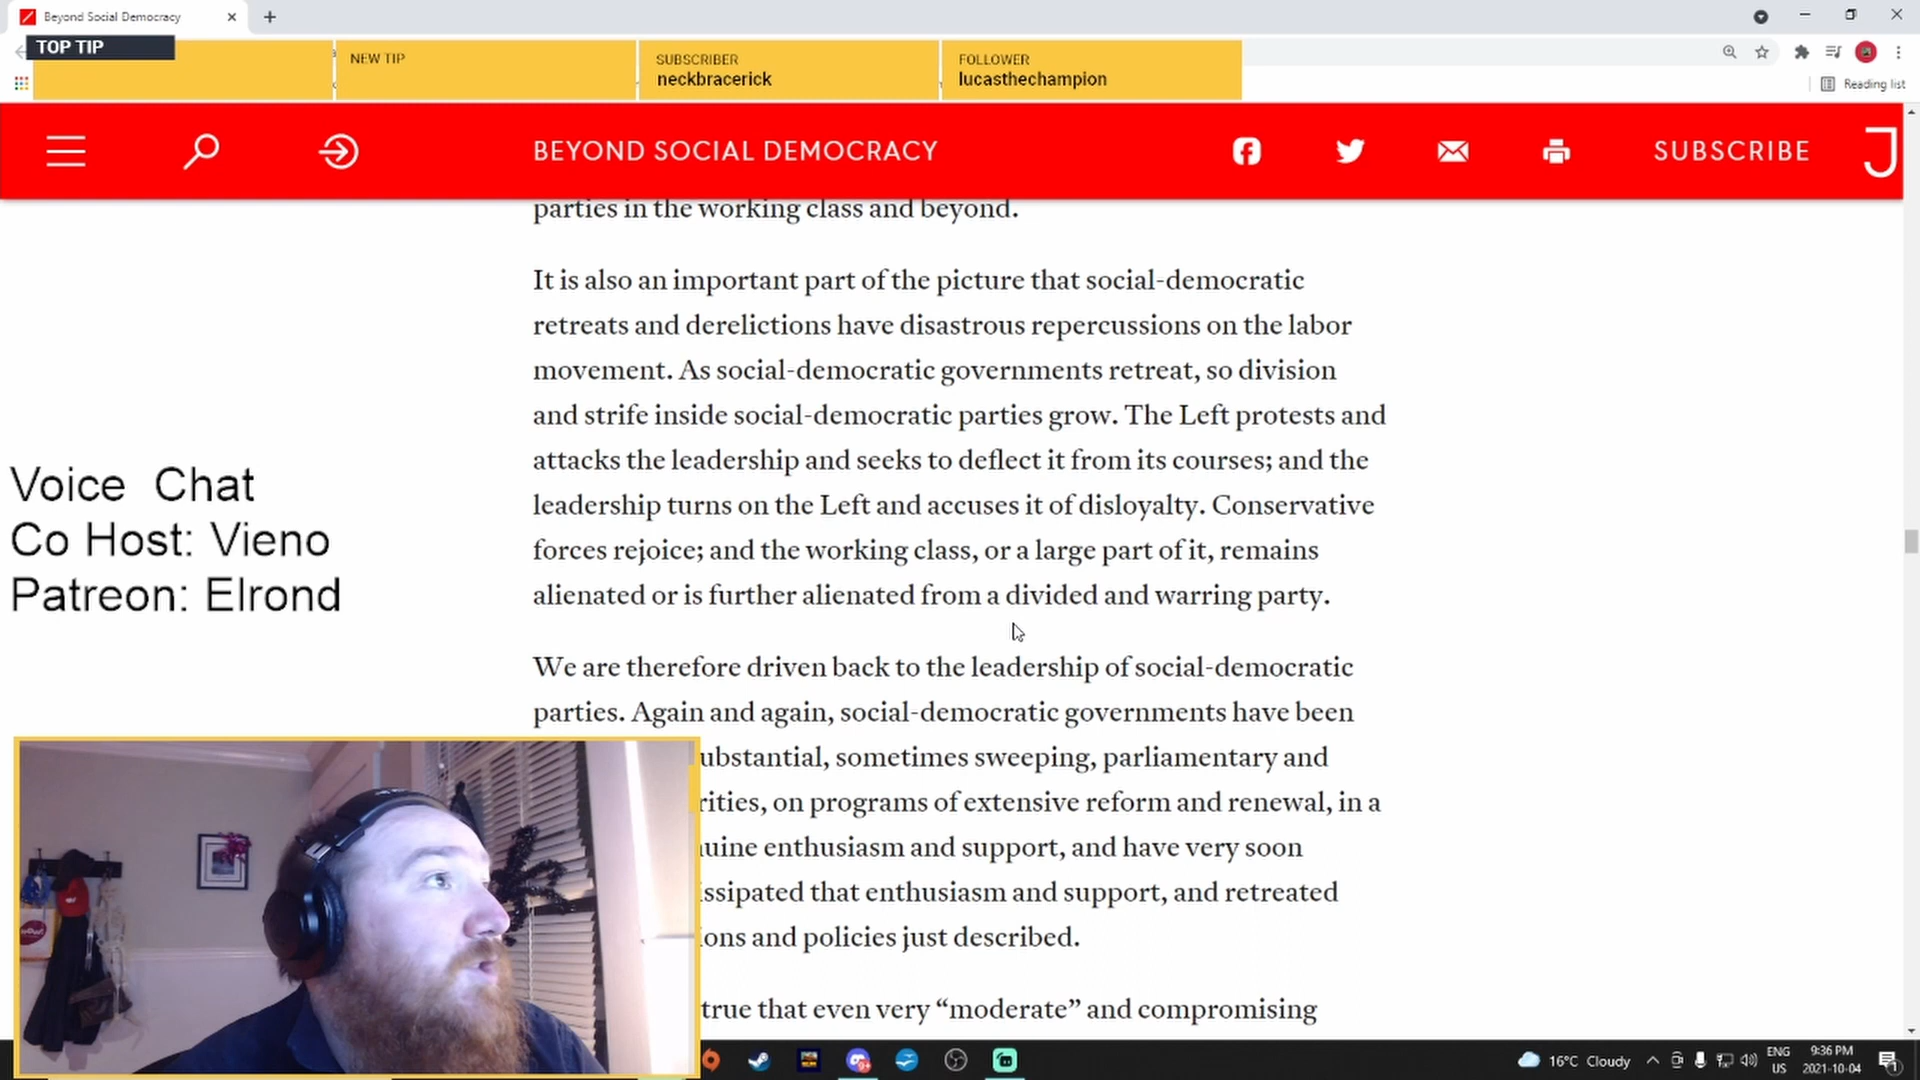 Beyond Social Democracy
TOP TIP
NEW TIP
SUBSCRIBER
neckbracerick
FOLLOWER
lucasthechampion
Reading list
BEYOND SOCIAL DEMOCRACY
SUBSCRIBE
J
parties in the working class and beyond.
It is also an important part of the picture that social-democratic
retreats and derelictions have disastrous repercussions on the labor
movement. As social-democratic governments retreat, so division
and strife inside social-democratic parties grow. The Left protests and
attacks the leadership and seeks to deflect it from its courses; and the
leadership turns on the Left and accuses it of disloyalty. Conservative
forces rejoice; and the working class, or a large part of it, remains
alienated or is further alienated from a divided and warring party.
Voice Chat
Co Host: Vieno
Patreon: Elrond
We are therefore driven back to the leadership of social-democratic
parties. Again and again, social-democratic governments have been
ubstantial, sometimes sweeping, parliamentary and
rities, on programs of extensive reform and renewal, in a
uine enthusiasm and support, and have very soon
ssipated that enthusiasm and support, and retreated
ons and policies just described.
true that even very “moderate” and compromising
16°C Cloudy
ENG
US
9:36 PM
2021-10-04